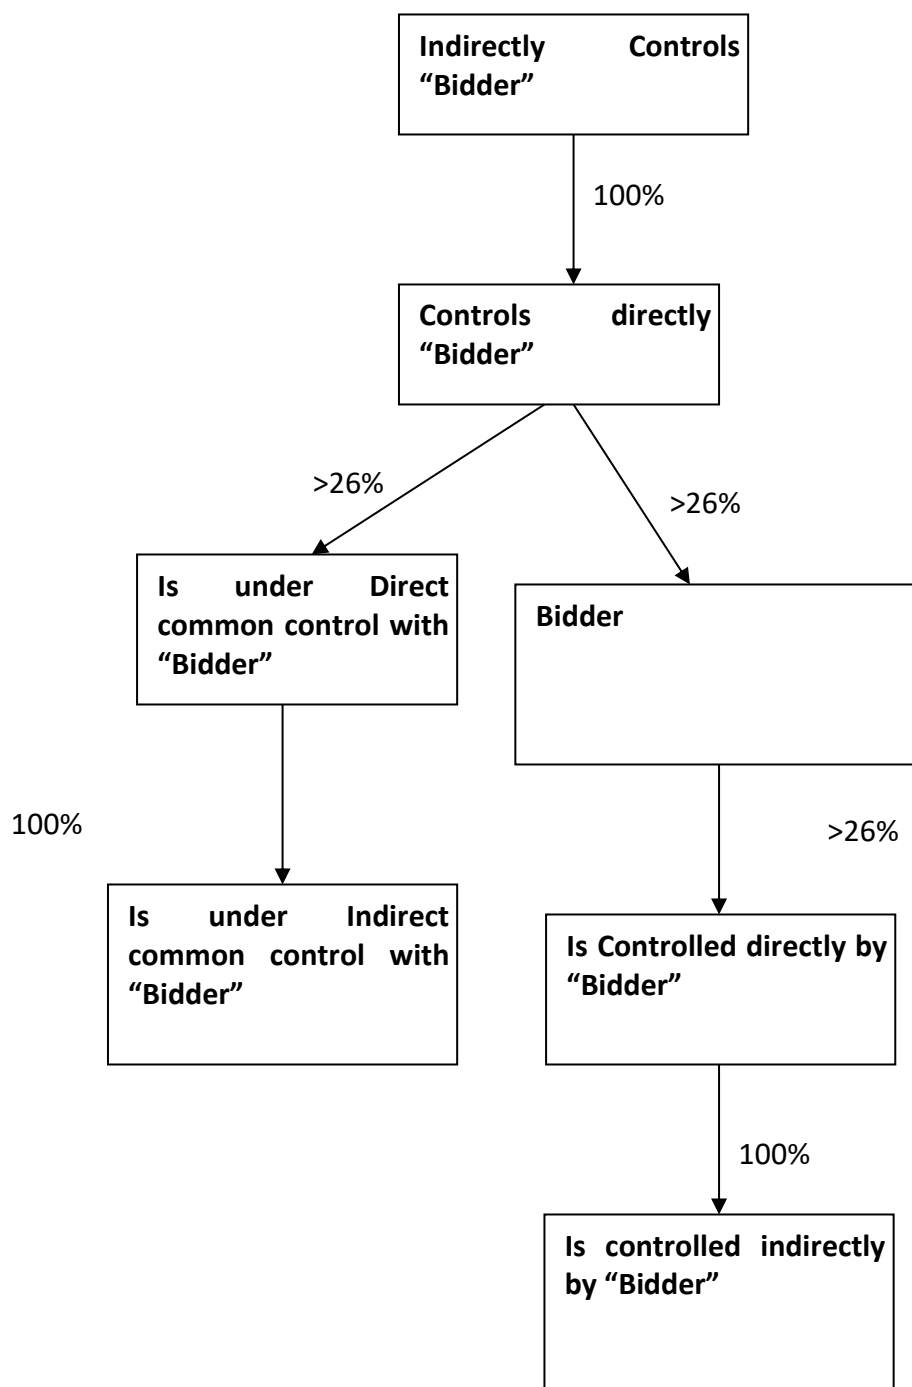 Indirectly Controls
“Bidder”
100%
Controls directly
“Bidder”
>26%
>26%
Is under Direct
common control with
“Bidder”
Bidder
100%
>26%
Is under Indirect
common control with
“Bidder”
Is Controlled directly by
“Bidder”
100%
Is controlled indirectly
by “Bidder”